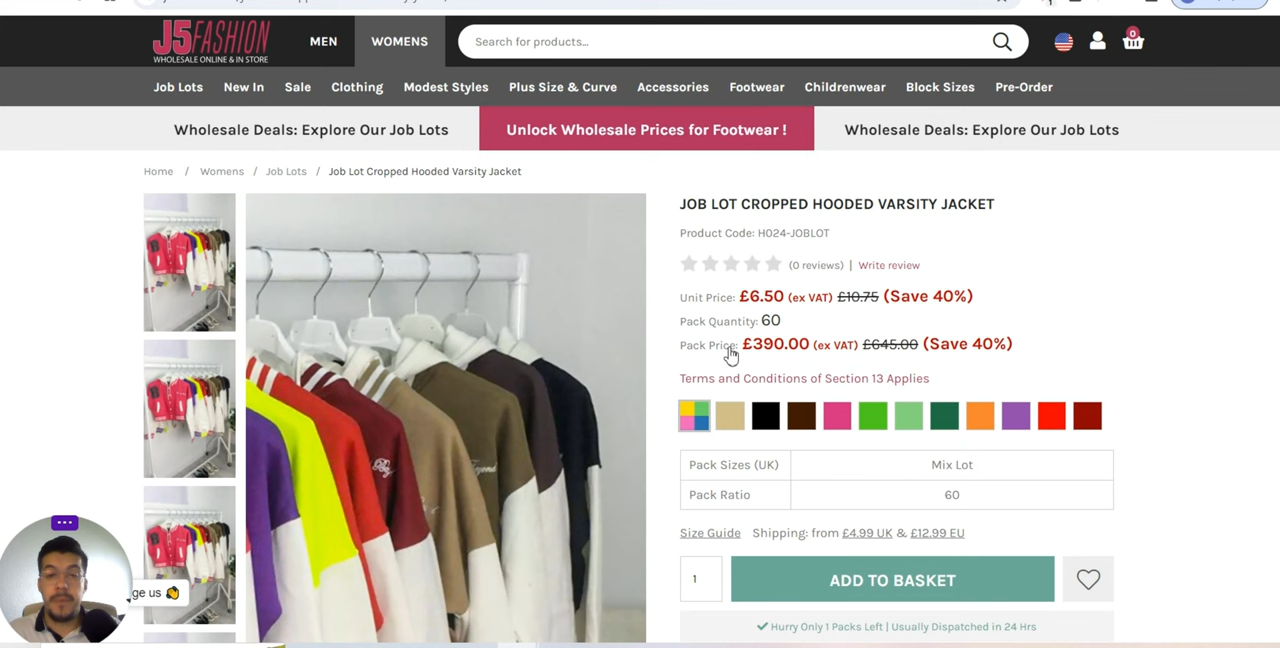 J5FASHION
WHOLESALE ONLINE & IN STORE
MEN
WOMENS
Search for products...
0
Job Lots
New In
Sale
Clothing
Modest Styles
Plus Size & Curve
Accessories
Footwear
Childrenwear
Block Sizes
Pre-Order
Wholesale Deals: Explore Our Job Lots
Unlock Wholesale Prices for Footwear !
Wholesale Deals: Explore Our Job Lots
Home / Womens / Job Lots / Job Lot Cropped Hooded Varsity Jacket
JOB LOT CROPPED HOODED VARSITY JACKET
Product Code: H024-JOBLOT
(0 reviews) | Write review
Unit Price: £6.50 (ex VAT) £10.75 (Save 40%)
Pack Quantity: 60
Pack Price: £390.00 (ex VAT) £645.00 (Save 40%)
Terms and Conditions of Section 13 Applies
Pack Sizes (UK) Mix Lot
Pack Ratio 60
Size Guide Shipping: from £4.99 UK & £12.99 EU
1
ADD TO BASKET
Hurry Only 1 Packs Left | Usually Dispatched in 24 Hrs
ge us